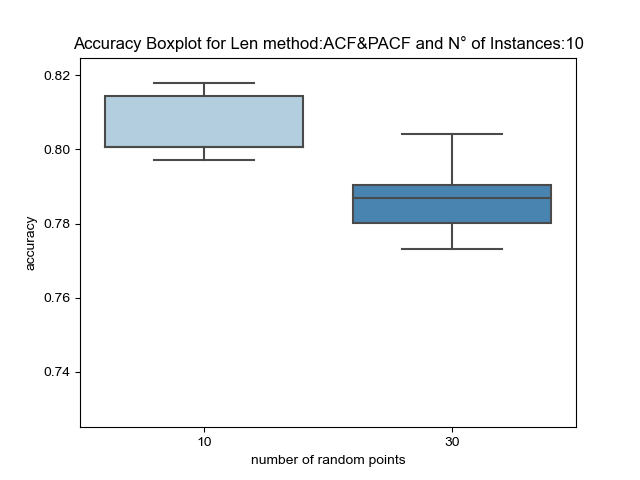 Accuracy Boxplot for Len method:ACF&PACF and N° of Instances:10
0.82
0.80
0.78
0.76
0.74
accuracy
10
30
number of random points